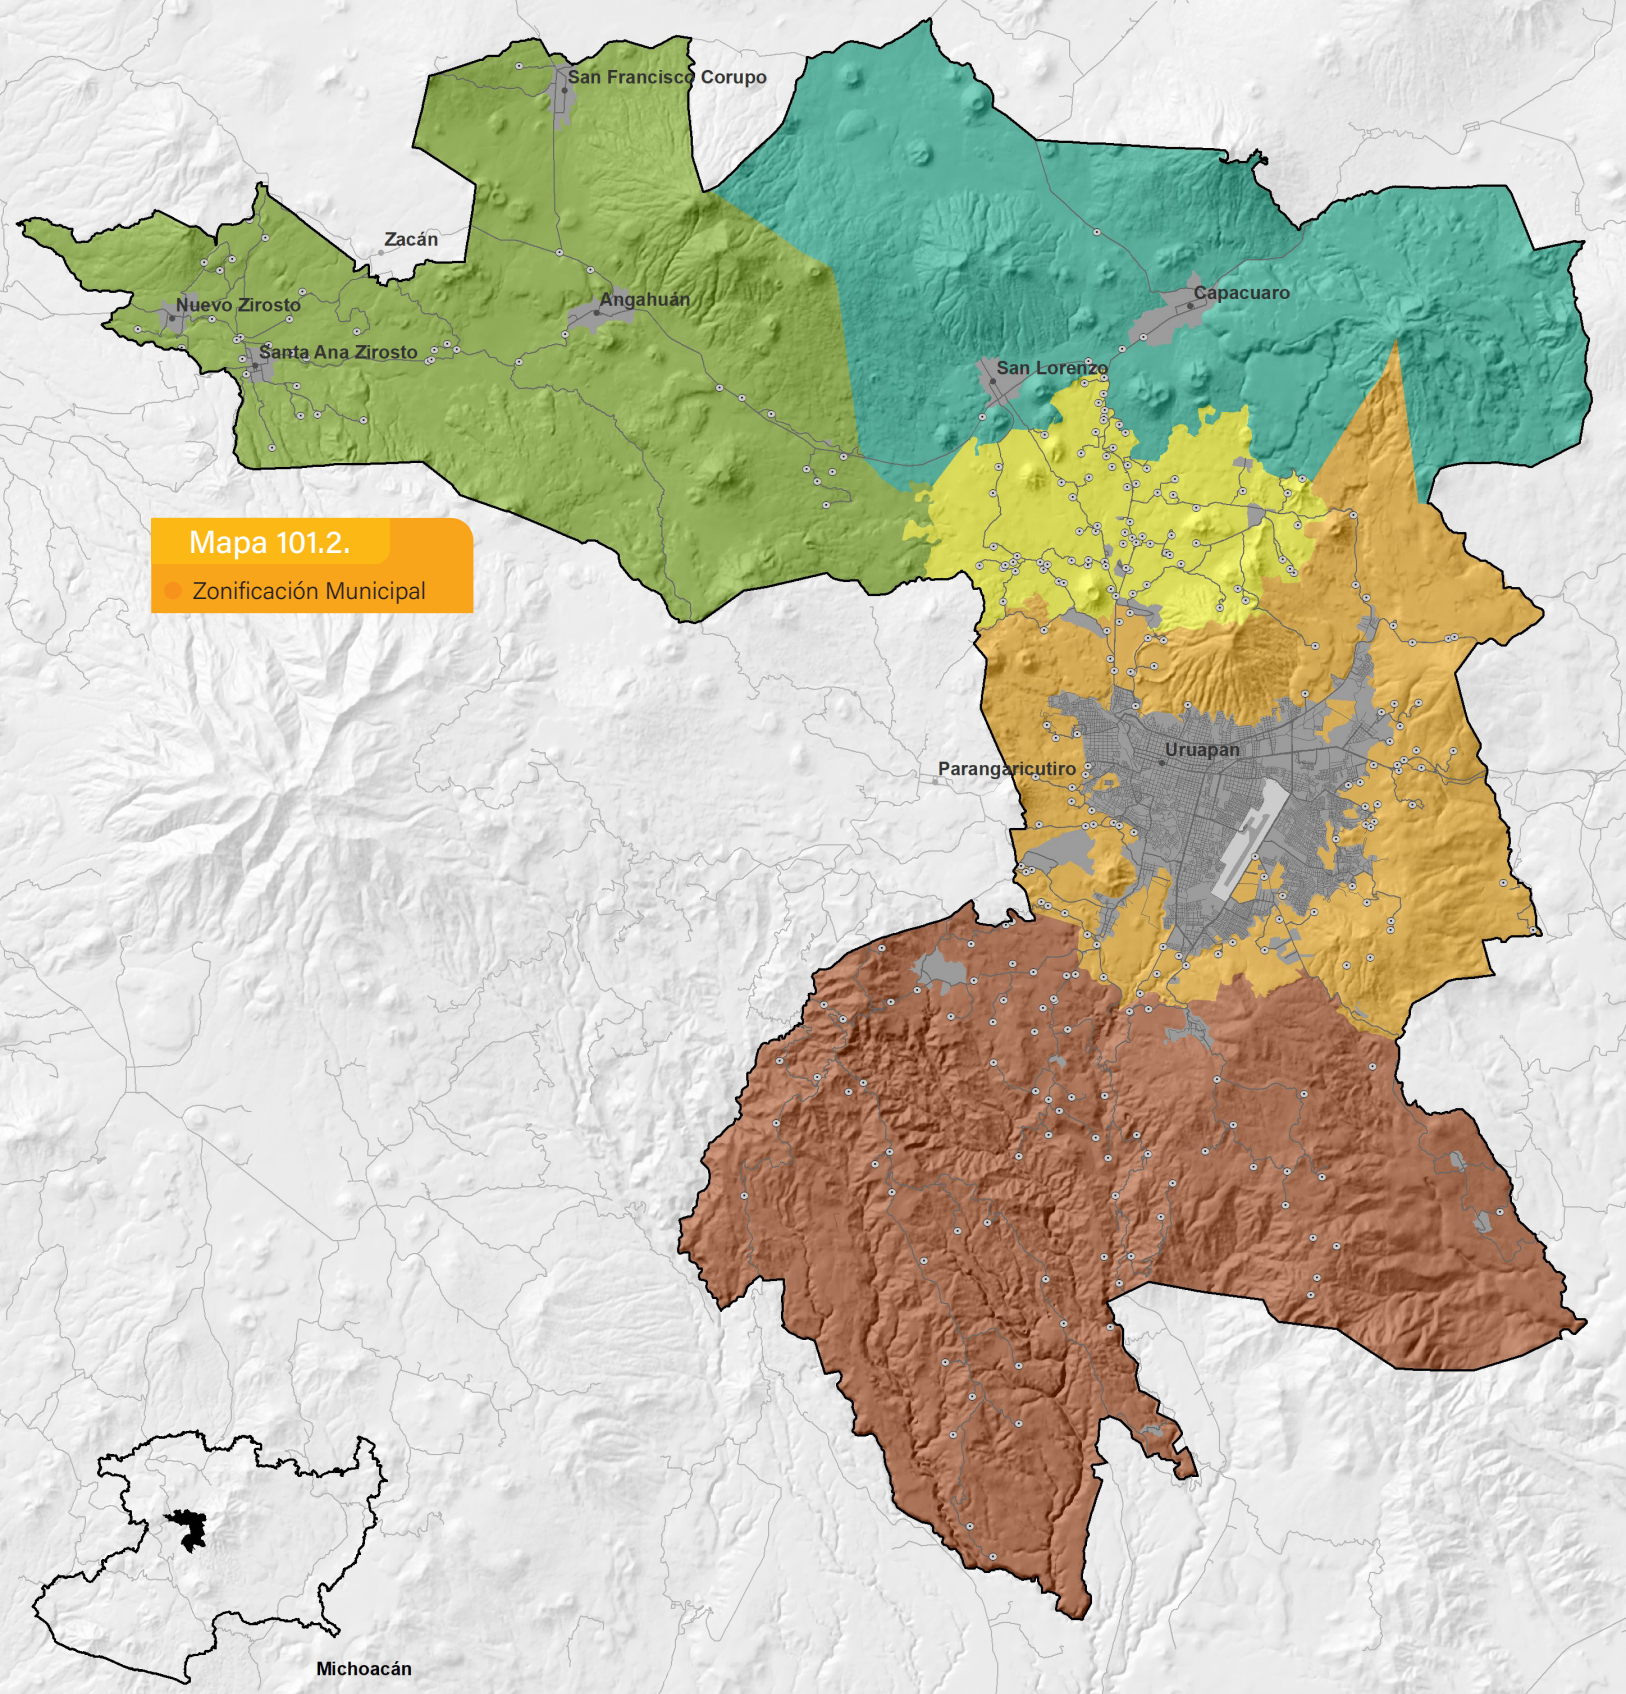 San Francisco Corupo
Zacán
Nuevo Zirosto
Angahuán
Capacuaro
Santa Ana Zirosto
San Lorenzo
Mapa 101.2.
Zonificación Municipal
Uruapan
Parangaricutiro
Michoacán